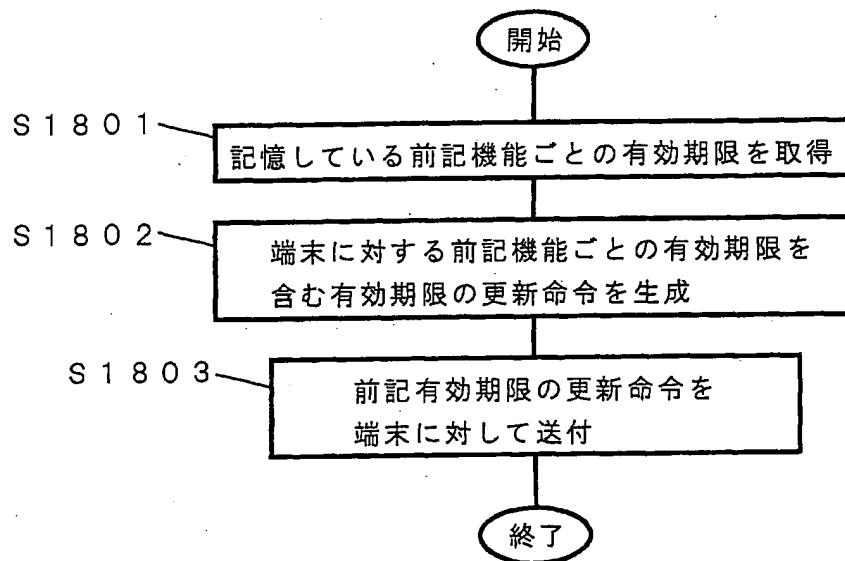 開始
S1801
記憶している前記機能ごとの有効期限を取得
S1802
端末に対する前記機能ごとの有効期限を
含む有効期限の更新命令を生成
S1803
前記有効期限の更新命令を
端末に対して送付
終了